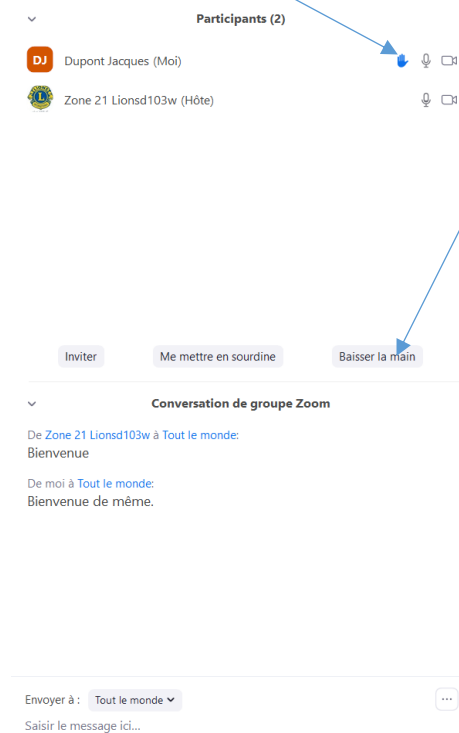 Participants (2)
DJ Dupont Jacques (Moi)
Zone 21 Lionsd103w (Hôte)
Inviter Me mettre en sourdine Baisser la main
Conversation de groupe Zoom
De Zone 21 Lionsd103w à Tout le monde:
Bienvenue
De moi à Tout le monde:
Bienvenue de même.
Envoyer à : Tout le monde
Saisir le message ici...